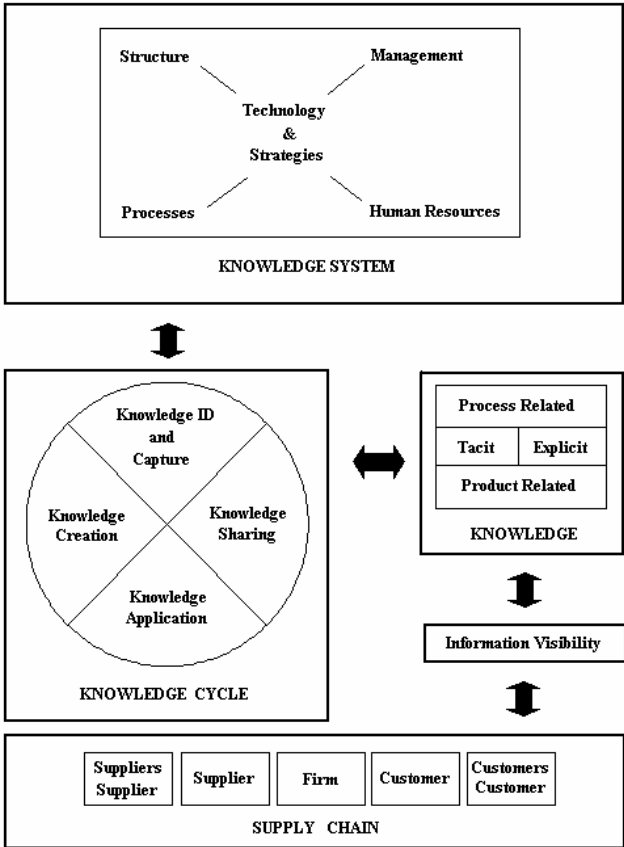 Structure
Management
Technology
&
Strategies
Processes
Human Resources
KNOWLEDGE SYSTEM
Knowledge ID
and
Capture
Knowledge
Creation
Knowledge
Sharing
Knowledge
Application
KNOWLEDGE CYCLE
Process Related
Tacit
Explicit
Product Related
KNOWLEDGE
Information Visibility
Suppliers
Supplier
Supplier
Firm
Customer
Customers
Customer
SUPPLY CHAIN